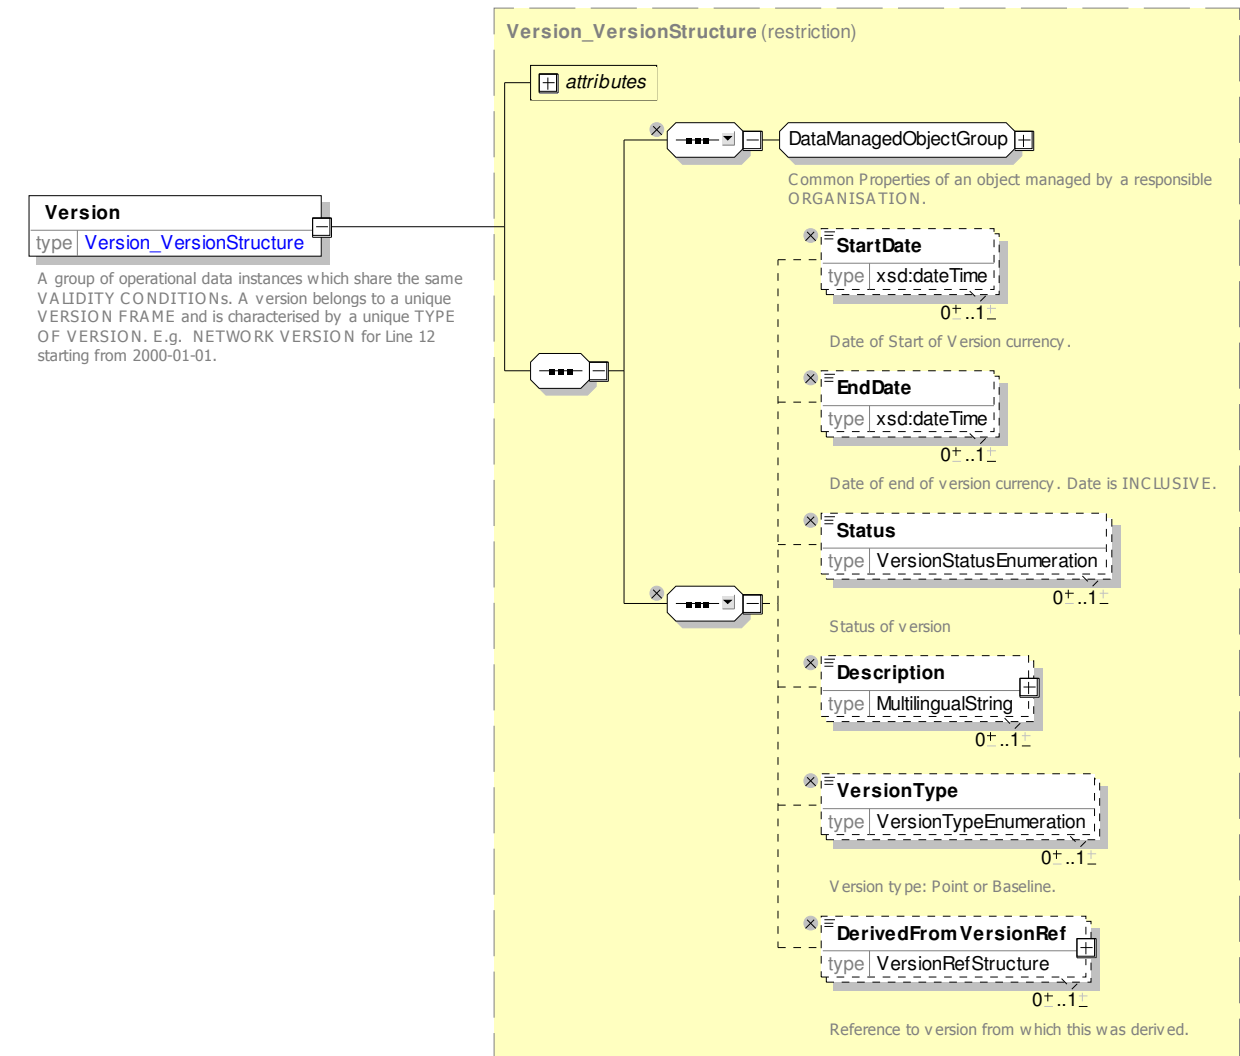 Version_VersionStructure (restriction)
attributes
DataManagedObjectGroup
Common Properties of an object managed by a responsible
ORGANISATION.
Version
type Version_VersionStructure
A group of operational data instances which share the same
VALIDITY CONDITIONs. A version belongs to a unique
VERSION FRAME and is characterised by a unique TYPE
OF VERSION. E.g. NETWORK VERSION for Line 12
starting from 2000-01-01.
StartDate
type xsd:dateTime
0..1
Date of Start of Version currency.
EndDate
type xsd:dateTime
0..1
Date of end of version currency. Date is INCLUSIVE.
Status
type VersionStatusEnumeration
0..1
Status of version
Description
type MultilingualString
0..1
VersionType
type VersionTypeEnumeration
0..1
Version type: Point or Baseline.
DerivedFromVersionRef
type VersionRefStructure
0..1
Reference to version from which this was derived.